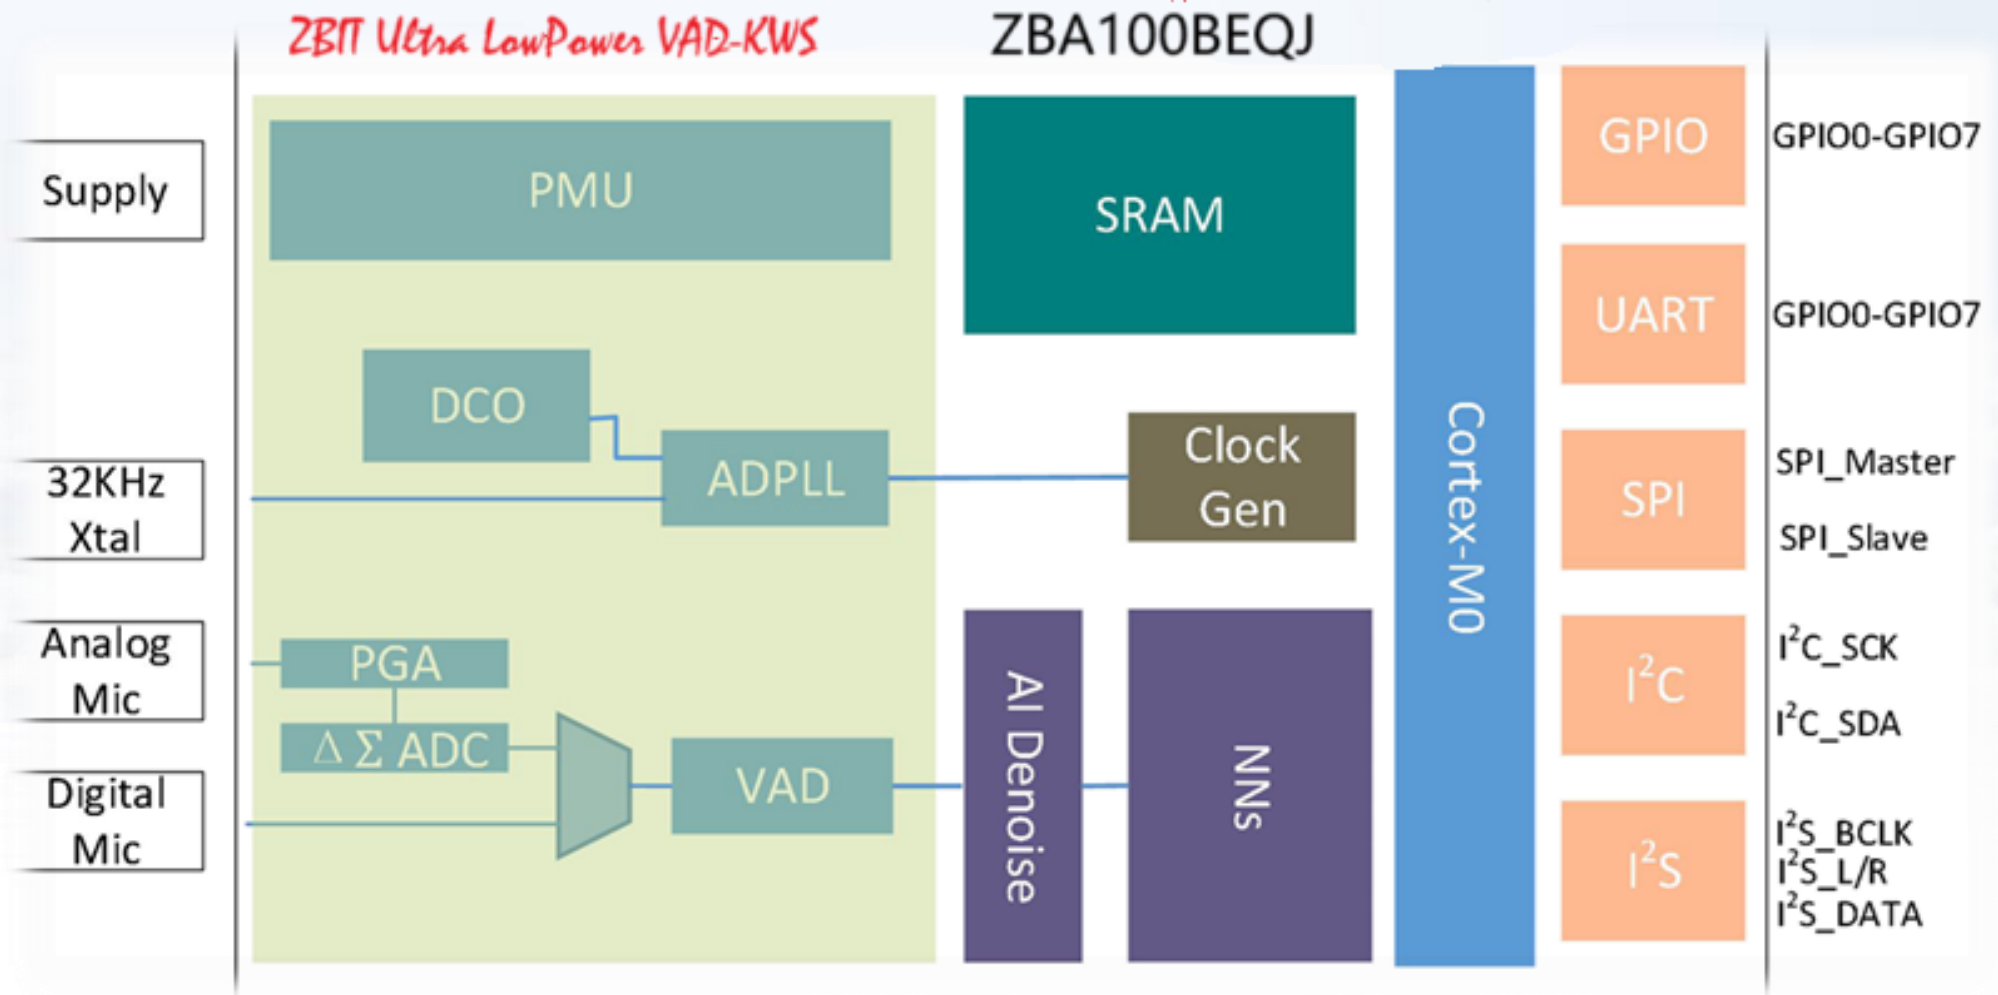 ZBIT Ultra LowPower VAD-KWS
ZBA100BEQJ
Supply
32KHz
Xtal
Analog
Mic
Digital
Mic
PMU
DCO
ADPLL
PGA
Δ Σ ADC
VAD
SRAM
Clock
Gen
AI Denoise
NNs
Cortex-M0
GPIO
GPIO0-GPIO7
UART
GPIO0-GPIO7
SPI
SPI_Master
SPI_Slave
I²C
I²C_SCK
I²C_SDA
I²S
I²S_BCLK
I²S_L/R
I²S_DATA